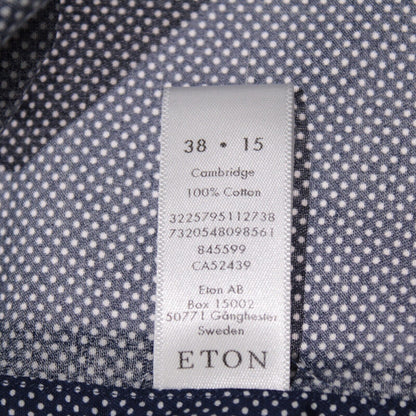 38 • 15
Cambridge
100% Cotton
3225795112738
7320548098561
845599
CA52439
Eton AB
Box 15002
50771 Gånghester
Sweden
ETON